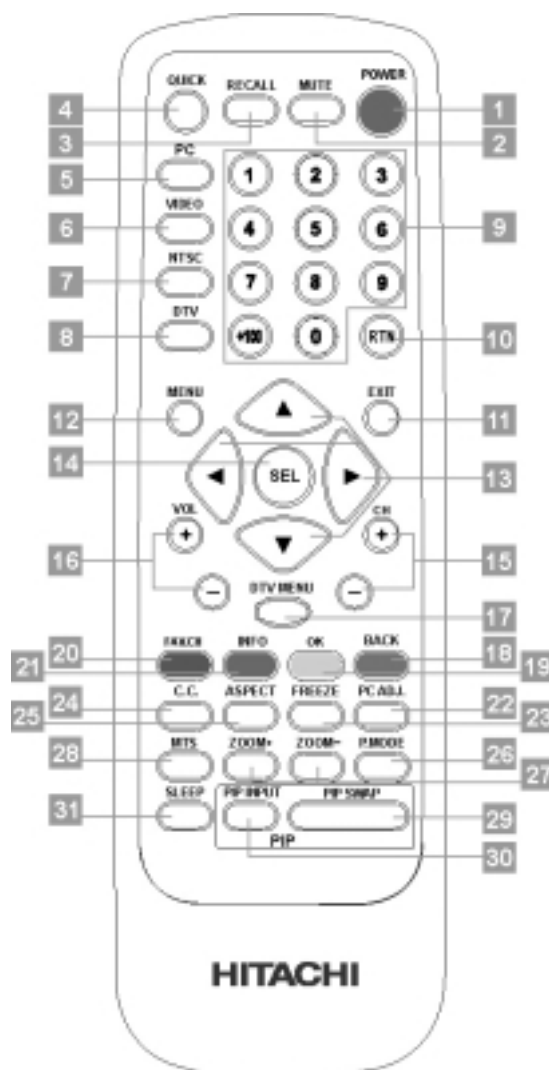 QUICK RECALL MUTE POWER
4 1
3 2
PC
5 1 2 3
VIDEO
6 4 5 6 9
NTSC
7 7 8 9
DTV
8 +100 0 RTN 10
MENU EXIT
12 ▲ 11
14 ◀ SEL ▶ 13
VOL CH
+ ▼ +
16 15
− DTV MENU −
17
20 FAV.CH INFO OK BACK 18
21 19
24 C.C. ASPECT FREEZE PC ADJ. 22
25 23
28 MTS ZOOM+ ZOOM− P.MODE 26
27
31 SLEEP PIP INPUT PIP SWAP 29
PIP 30
HITACHI